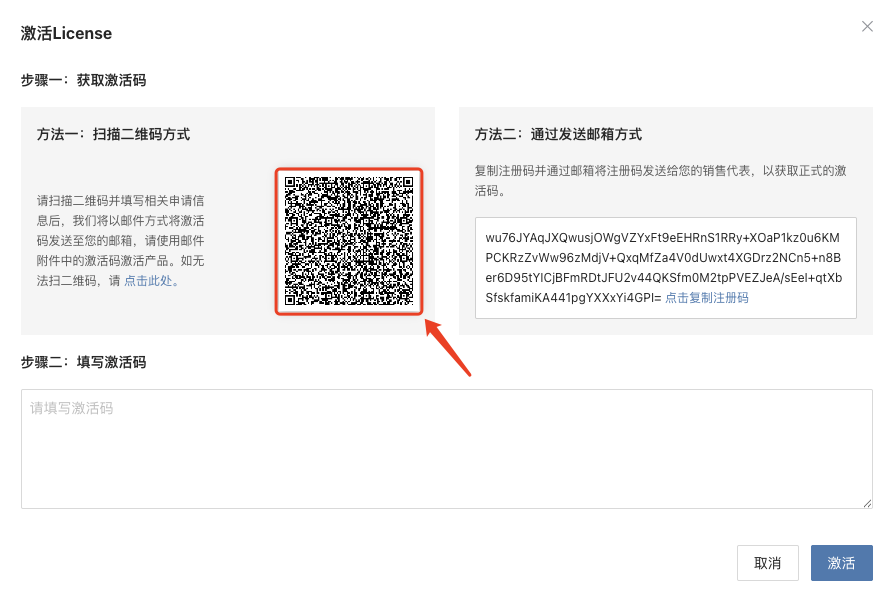 激活License
步骤一：获取激活码
方法一：扫描二维码方式
请扫描二维码并填写相关申请信
息后，我们将以邮件方式将激活
码发送至您的邮箱，请使用邮件
附件中的激活码激活产品。如无
法扫二维码，请 点击此处。
方法二：通过发送邮箱方式
复制注册码并通过邮箱将注册码发送给您的销售代表，以获取正式的激
活码。
wu76JYAqJXQwusjOWgVZYxFt9eEHRnS1RRy+XOaP1kz0u6KM
PCKRzZvWw96zMdjV+QxqMfZa4V0dUwxt4XGDrz2NCn5+n8B
er6D95tYICjBFmRDtJFU2v44QKSfm0M2tpPVEZJeA/sEel+qtXb
SfskfamiKA441pgYXXxYi4GPI= 点击复制注册码
步骤二：填写激活码
请填写激活码
取消
激活